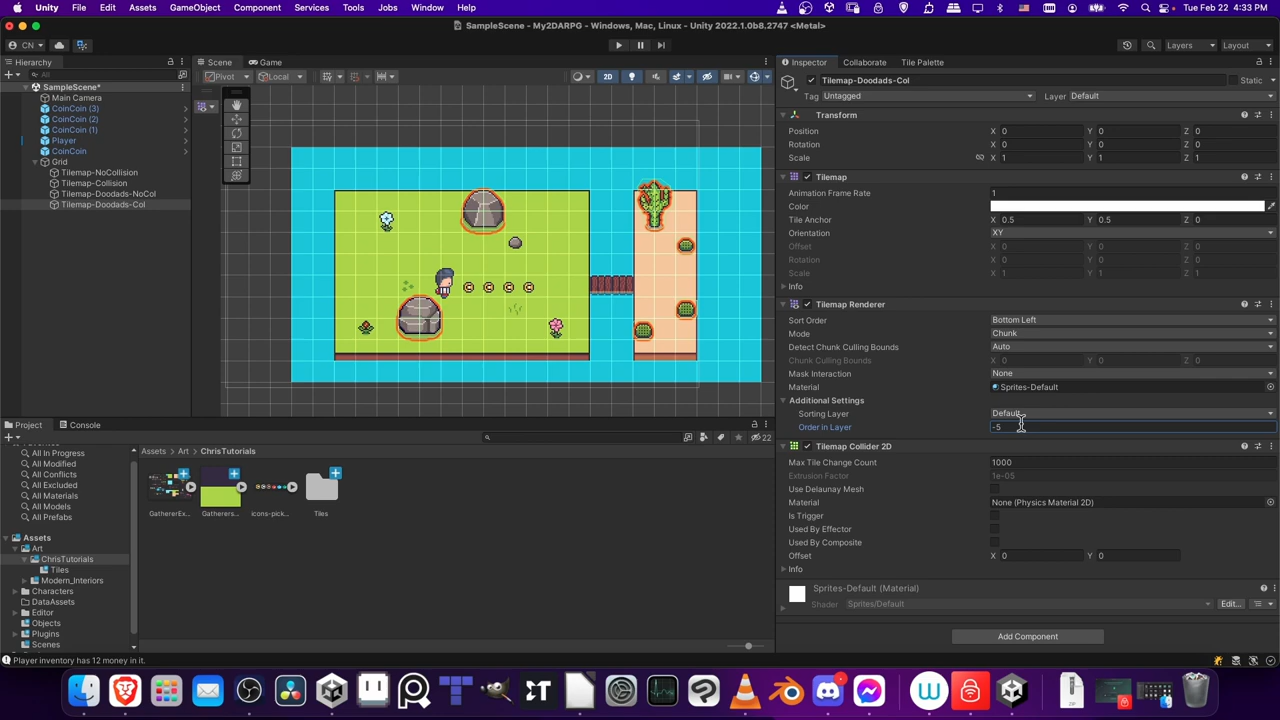 Unity File Edit Assets GameObject Component Services Tools Jobs Window Help Tue Feb 22 4:33 PM
SampleScene - My2DARPG - Windows, Mac, Linux - Unity 2022.1.0b8.2747 <Metal>
CN Layers Layout
Hierarchy
All
SampleScene*
Main Camera
CoinCoin (3)
CoinCoin (2)
CoinCoin (1)
Player
CoinCoin
Grid
Tilemap-NoCollision
Tilemap-Collision
Tilemap-Doodads-NoCol
Tilemap-Doodads-Col
Scene Game
Pivot Local 2D
Inspector Collaborate Tile Palette
Tilemap-Doodads-Col Static
Tag Untagged Layer Default
Transform
Position X 0 Y 0 Z 0
Rotation X 0 Y 0 Z 0
Scale X 1 Y 1 Z 1
Tilemap
Animation Frame Rate 1
Color
Tile Anchor X 0.5 Y 0.5 Z 0
Orientation XY
Offset X 0 Y 0 Z 0
Rotation X 0 Y 0 Z 0
Scale X 1 Y 1 Z 1
Info
Tilemap Renderer
Sort Order Bottom Left
Mode Chunk
Detect Chunk Culling Bounds Auto
Chunk Culling Bounds X 0 Y 0 Z 0
Mask Interaction None
Material Sprites-Default
Additional Settings
Sorting Layer Default
Order in Layer -5
Tilemap Collider 2D
Max Tile Change Count 1000
Extrusion Factor 1e-05
Use Delaunay Mesh
Material None (Physics Material 2D)
Is Trigger
Used By Effector
Used By Composite
Offset X 0 Y 0
Info
Sprites-Default (Material)
Shader Sprites/Default Edit...
Add Component
Project Console
22
Favorites
All In Progress
All Modified
All Conflicts
All Excluded
All Materials
All Models
All Prefabs
Assets
Art
ChrisTutorials
Tiles
Modern_Interiors
Characters
DataAssets
Editor
Objects
Plugins
Scenes
Assets > Art > ChrisTutorials
GathererEx... Gatherers... icons-pick... Tiles
Player inventory has 12 money in it.